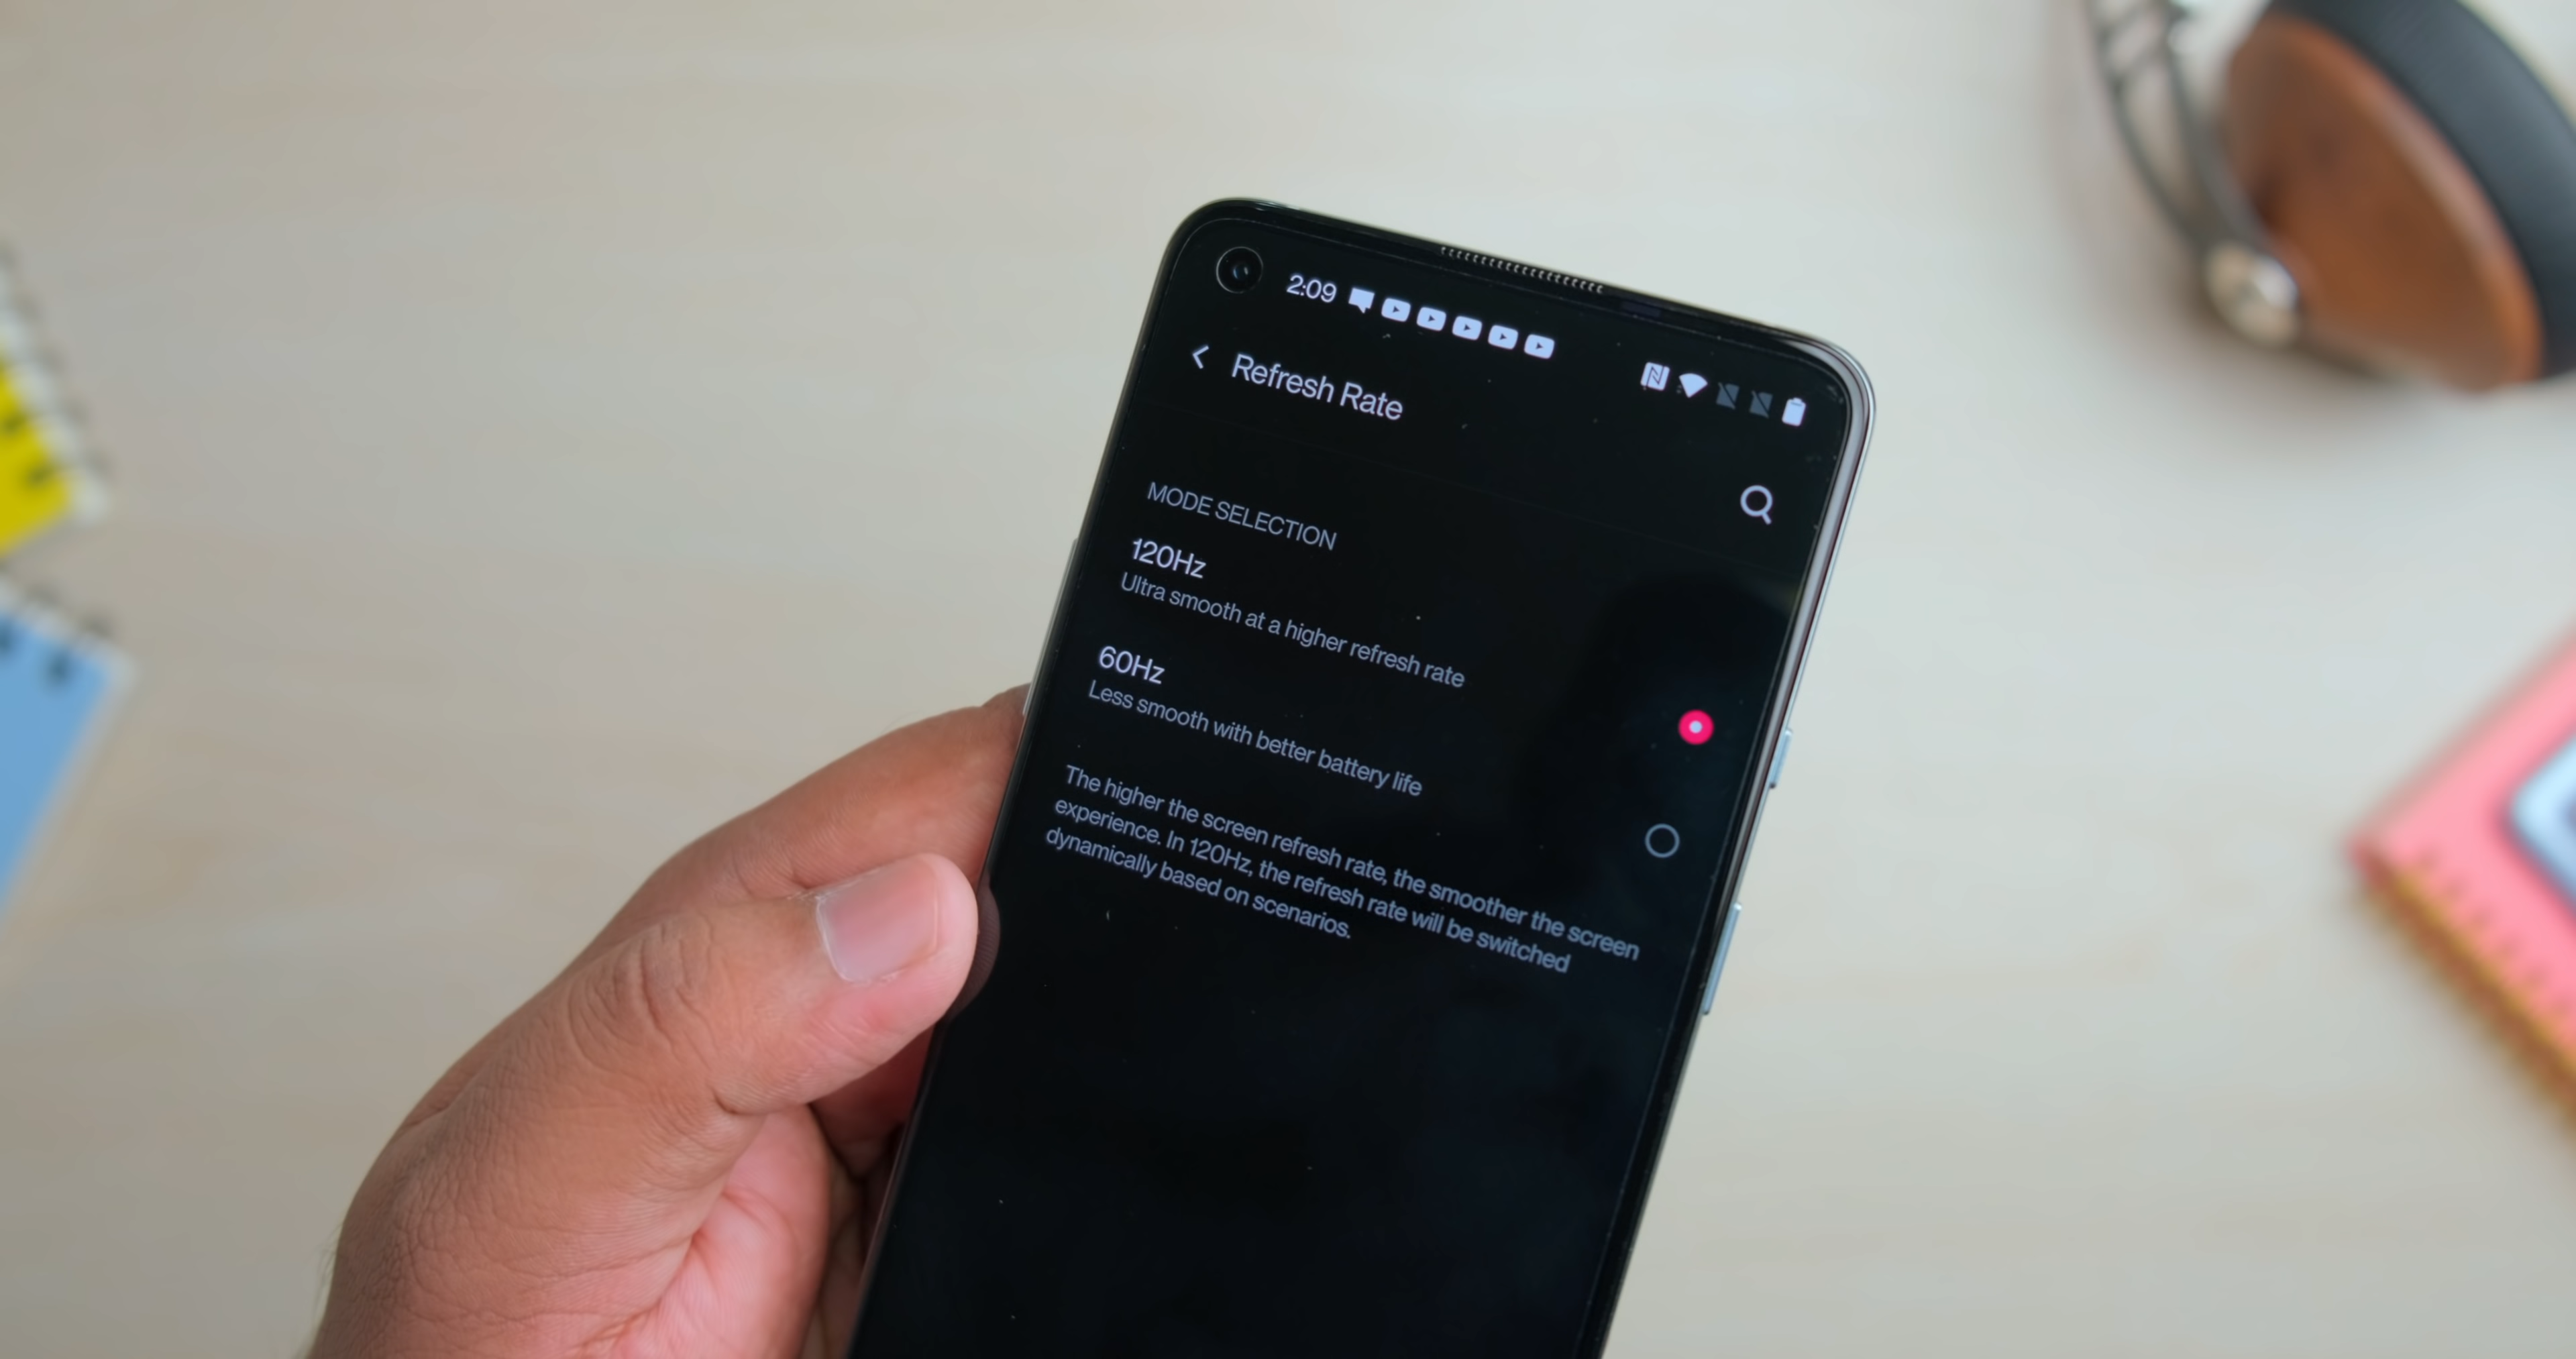 2:09
Refresh Rate
MODE SELECTION
120Hz
Ultra smooth at a higher refresh rate
60Hz
Less smooth with better battery life
The higher the screen refresh rate, the smoother the screen
experience. In 120Hz, the refresh rate will be switched
dynamically based on scenarios.